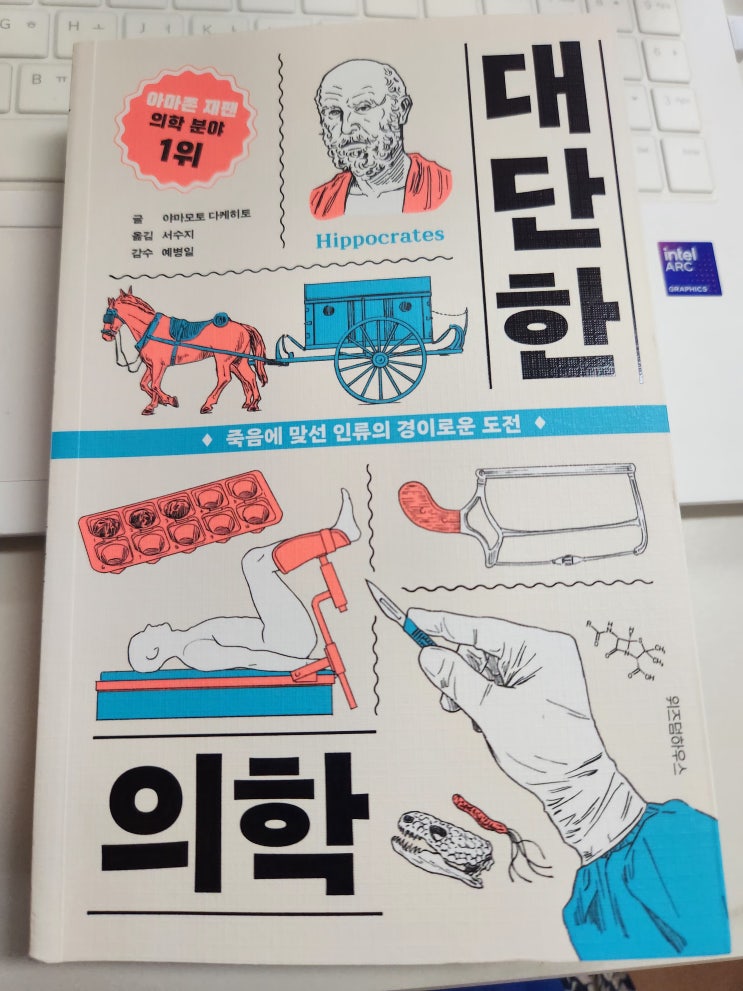 아마존 재팬
의학 분야
1위
글 야마모토 다케히토
옮김 서수지
감수 예병일
Hippocrates
대단한
죽음에 맞선 인류의 경이로운 도전
의학
위즈덤하우스
intel
ARC
GRAPHICS